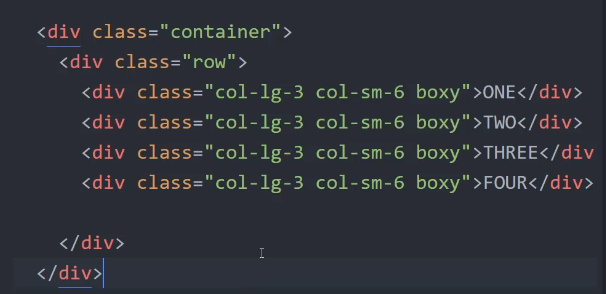 <div class="container">
<div class="row">
<div class="col-lg-3 col-sm-6 boxy">ONE</div>
<div class="col-lg-3 col-sm-6 boxy">TWO</div>
<div class="col-lg-3 col-sm-6 boxy">THREE</div
<div class="col-lg-3 col-sm-6 boxy">FOUR</div>
</div>
</div>